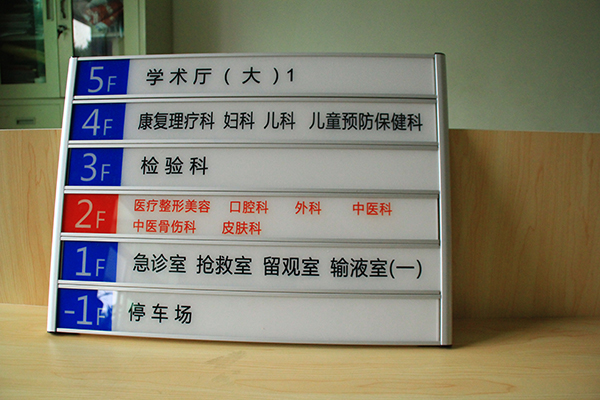 5F 学术厅（大）1
4F 康复理疗科 妇科 儿科 儿童预防保健科
3F 检验科
2F 医疗整形美容 口腔科 外科 中医科
中医骨伤科 皮肤科
1F 急诊室 抢救室 留观室 输液室(一)
-1F 停车场